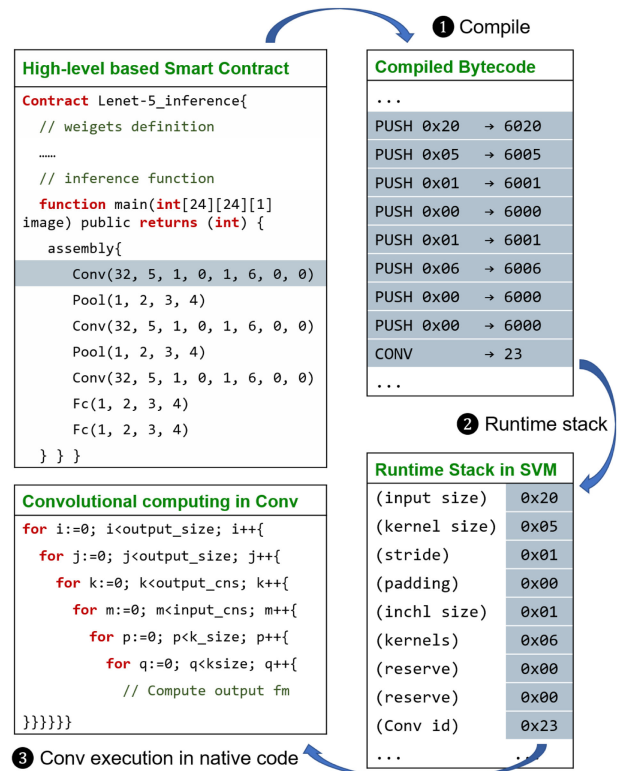 ❶ Compile
High-level based Smart Contract
Contract Lenet-5_inference{
// weigets definition
……
// inference function
function main(int[24][24][1]
image) public returns (int) {
assembly{
Conv(32, 5, 1, 0, 1, 6, 0, 0)
Pool(1, 2, 3, 4)
Conv(32, 5, 1, 0, 1, 6, 0, 0)
Pool(1, 2, 3, 4)
Conv(32, 5, 1, 0, 1, 6, 0, 0)
Fc(1, 2, 3, 4)
Fc(1, 2, 3, 4)
} } }
Compiled Bytecode
...
PUSH 0x20 → 6020
PUSH 0x05 → 6005
PUSH 0x01 → 6001
PUSH 0x00 → 6000
PUSH 0x01 → 6001
PUSH 0x06 → 6006
PUSH 0x00 → 6000
PUSH 0x00 → 6000
CONV → 23
...
❷ Runtime stack
Runtime Stack in SVM
(input size) 0x20
(kernel size) 0x05
(stride) 0x01
(padding) 0x00
(inchl size) 0x01
(kernels) 0x06
(reserve) 0x00
(reserve) 0x00
(Conv id) 0x23
... ...
Convolutional computing in Conv
for i:=0; i<output_size; i++{
for j:=0; j<output_size; j++{
for k:=0; k<output_cns; k++{
for m:=0; m<input_cns; m++{
for p:=0; p<k_size; p++{
for q:=0; q<ksize; q++{
// Compute output fm
}}}}}}
❸ Conv execution in native code